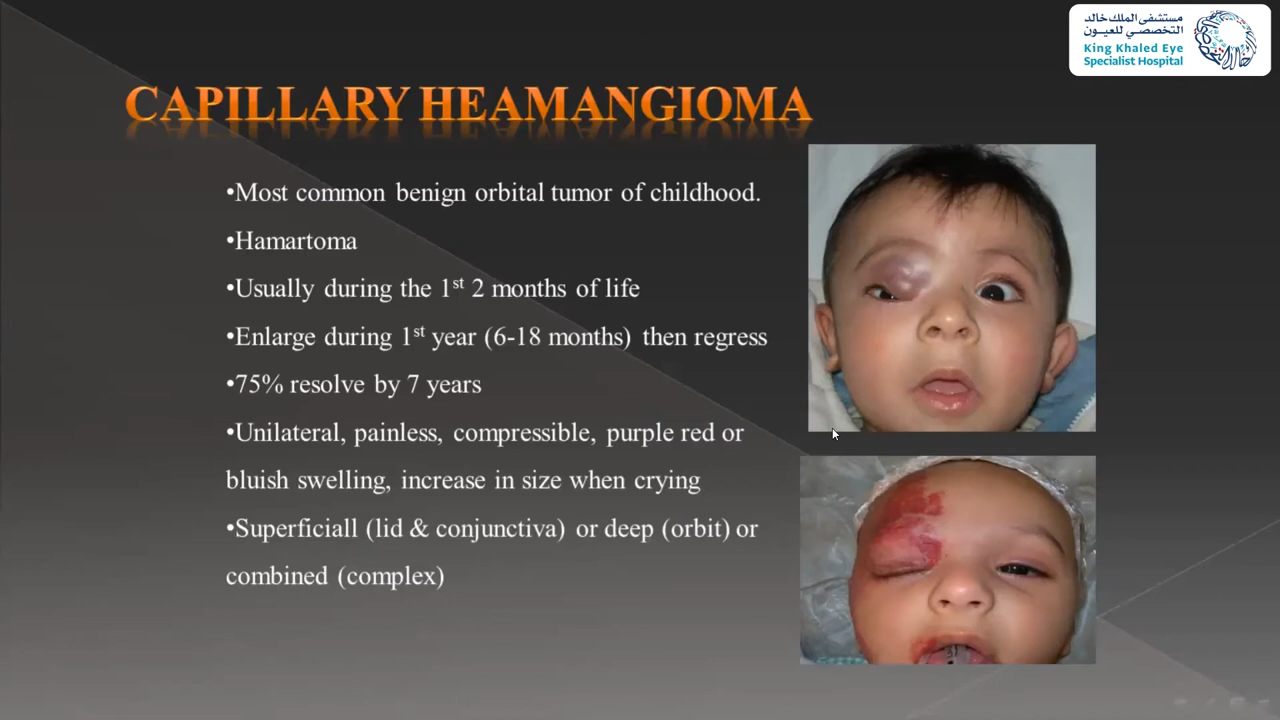 مستشفى الملك خالد
التخصصي للعيون
King Khaled Eye
Specialist Hospital
CAPILLARY HEAMANGIOMA
•Most common benign orbital tumor of childhood.
•Hamartoma
•Usually during the 1st 2 months of life
•Enlarge during 1st year (6-18 months) then regress
•75% resolve by 7 years
•Unilateral, painless, compressible, purple red or
bluish swelling, increase in size when crying
•Superficiall (lid & conjunctiva) or deep (orbit) or
combined (complex)